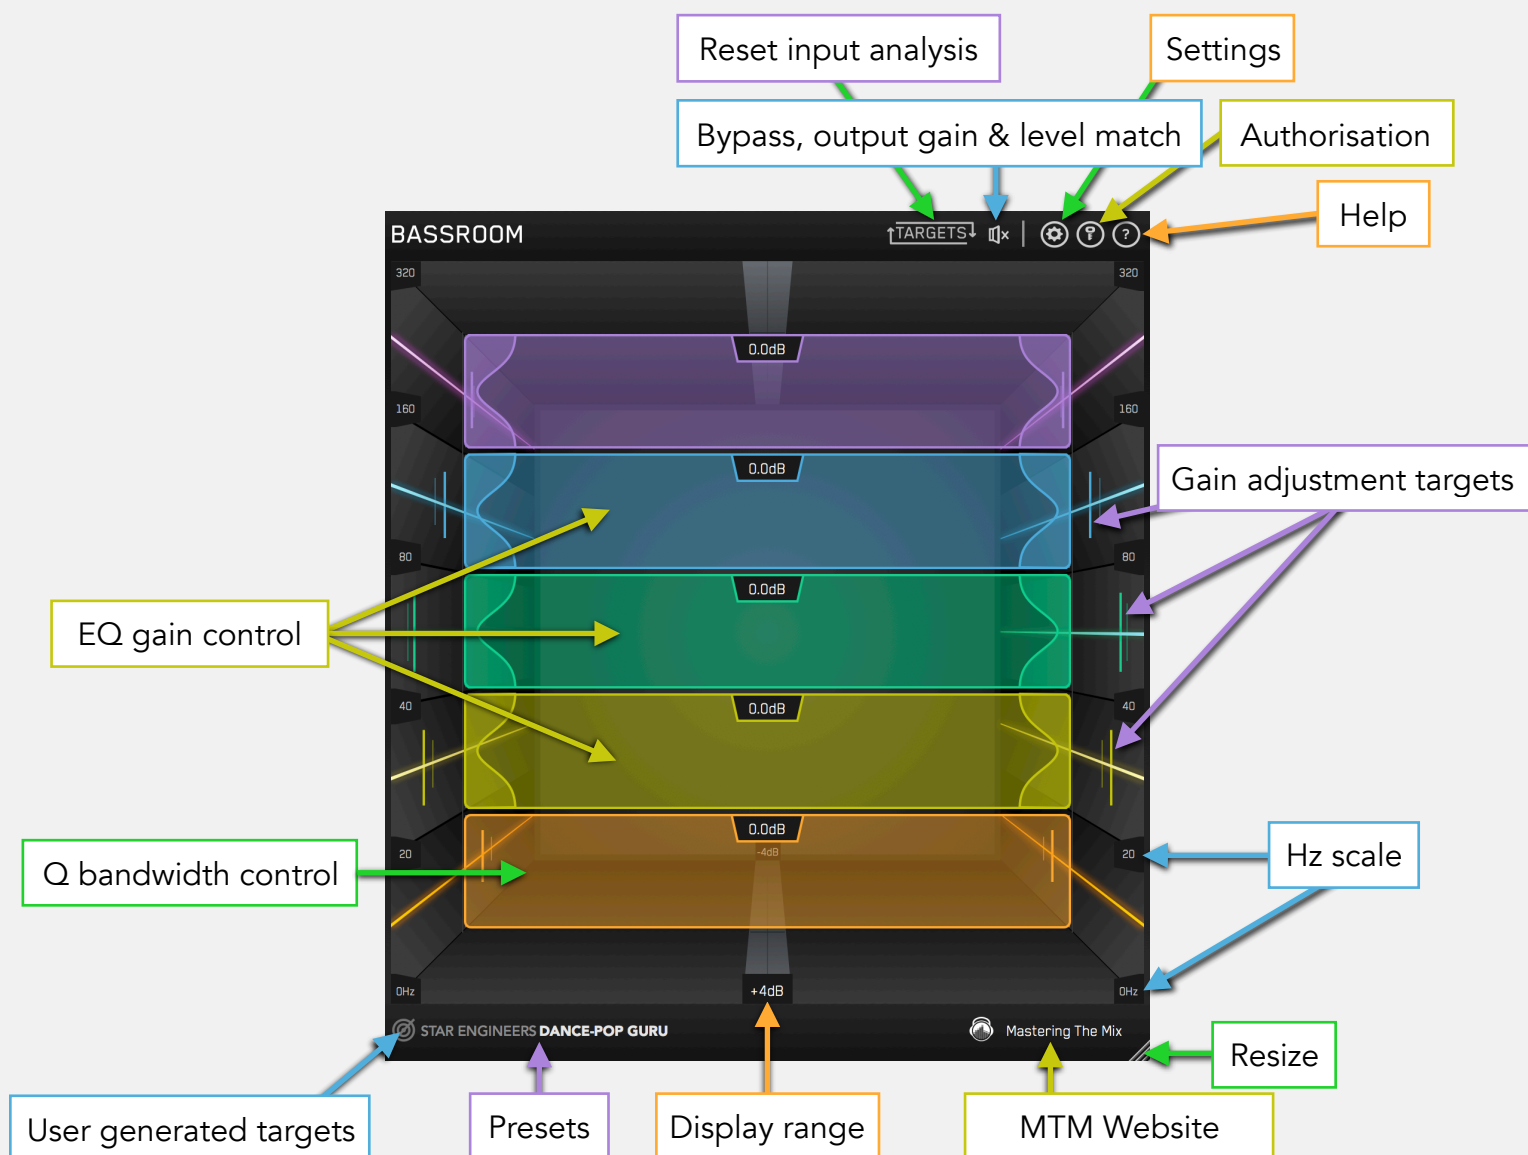 Reset input analysis
Settings
Bypass, output gain & level match
Authorisation
Help
BASSROOM
TARGETS
?
320
320
0.0dB
160
160
0.0dB
Gain adjustment targets
80
80
0.0dB
EQ gain control
40
40
0.0dB
0.0dB
-4dB
20
20
Hz scale
Q bandwidth control
0Hz
+4dB
0Hz
STAR ENGINEERS DANCE-POP GURU
Mastering The Mix
Resize
User generated targets
Presets
Display range
MTM Website